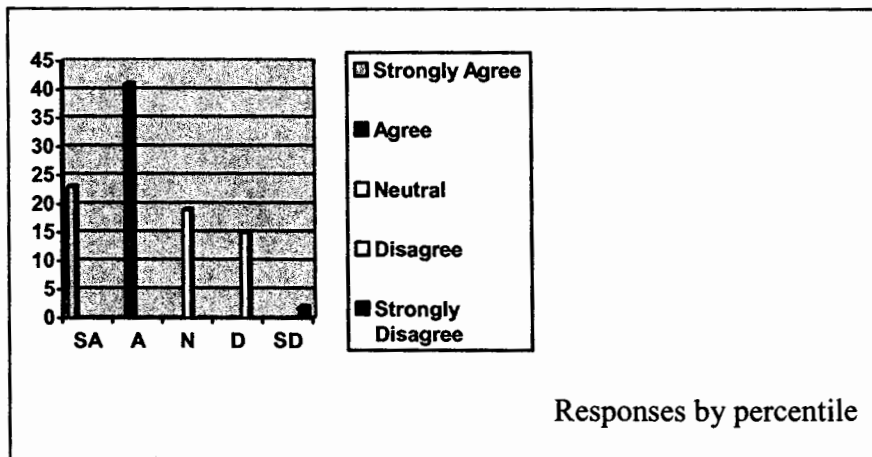 45
40
35
30
25
20
15
10
5
0
SA A N D SD
Strongly Agree
Agree
Neutral
Disagree
Strongly
Disagree
Responses by percentile